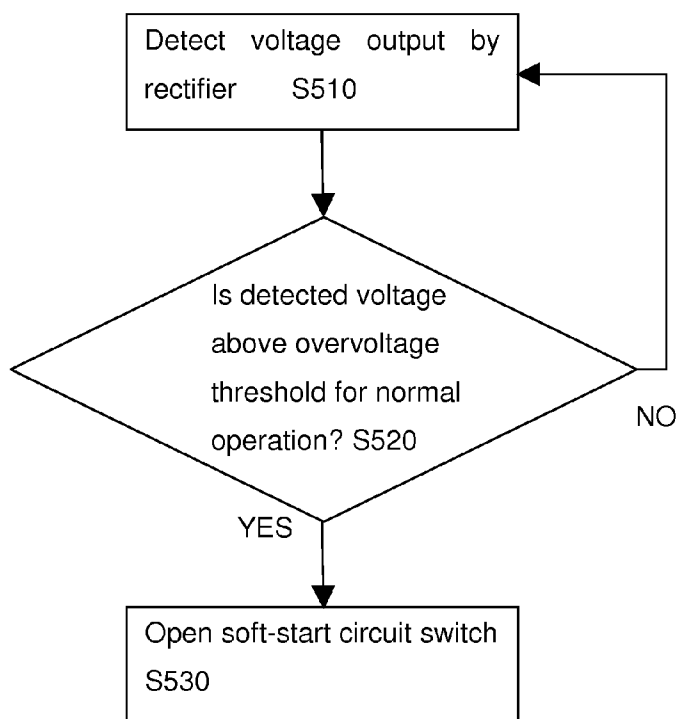 Detect voltage output by
rectifier S510
Is detected voltage
above overvoltage
threshold for normal
operation? S520
NO
YES
Open soft-start circuit switch
S530